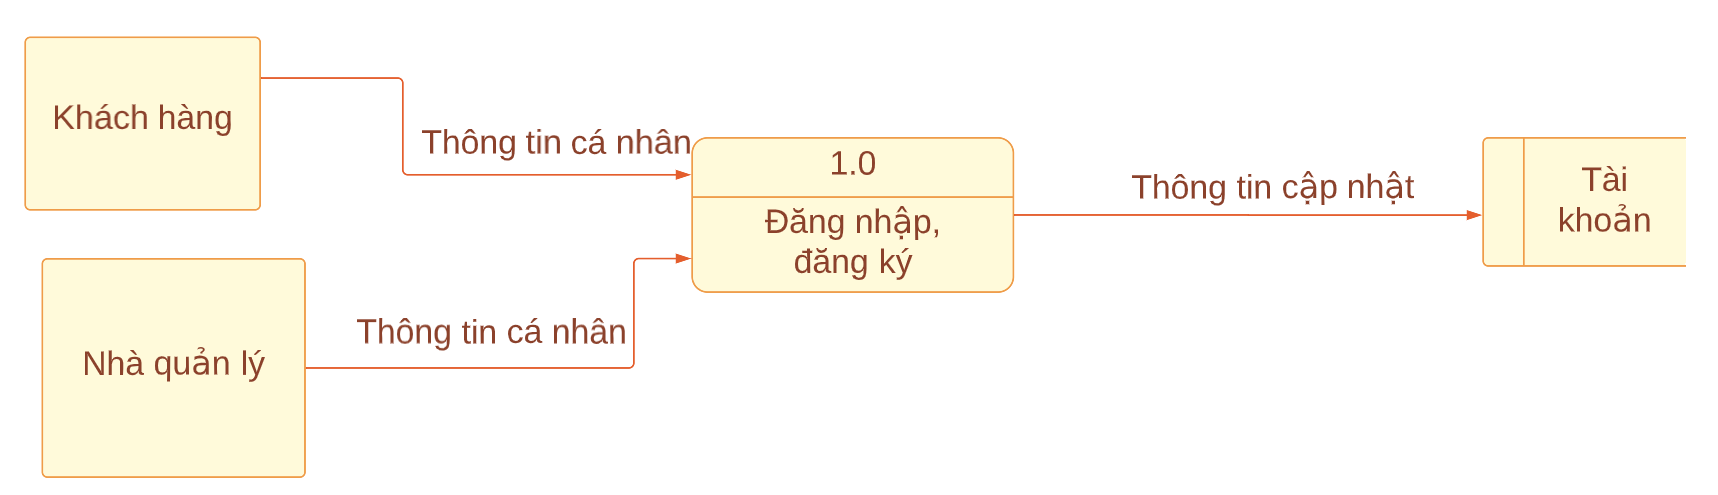 Khách hàng
Thông tin cá nhân
1.0
Đăng nhập,
đăng ký
Thông tin cập nhật
Tài
khoản
Nhà quản lý
Thông tin cá nhân